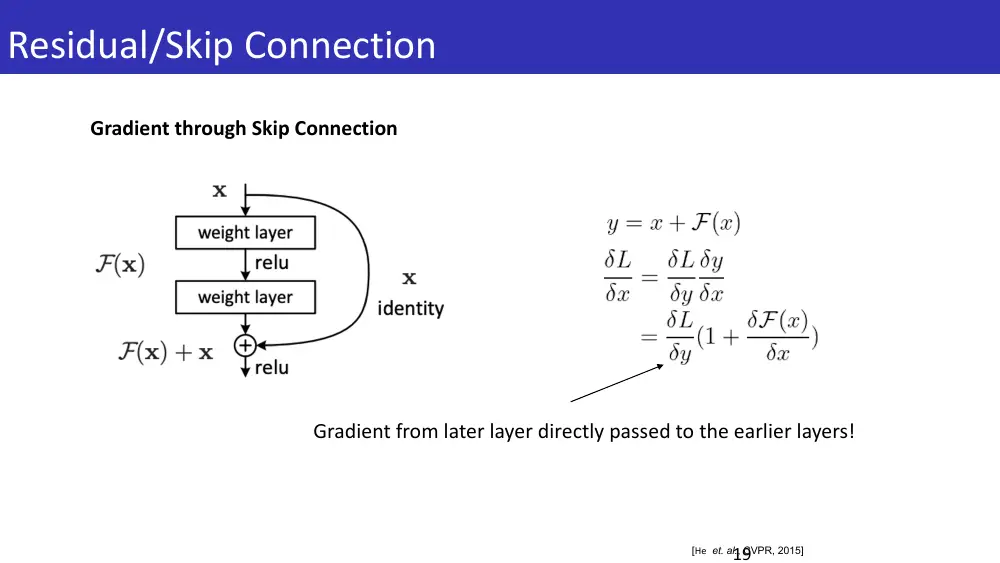 Residual/Skip Connection
Gradient through Skip Connection
x
weight layer
relu
F(x)
weight layer
x
identity
F(x) + x
relu
y = x + F(x)
δL/δx = δL/δy δy/δx
= δL/δy (1 + δF(x)/δx)
Gradient from later layer directly passed to the earlier layers!
[He et. al, CVPR, 2015]
19